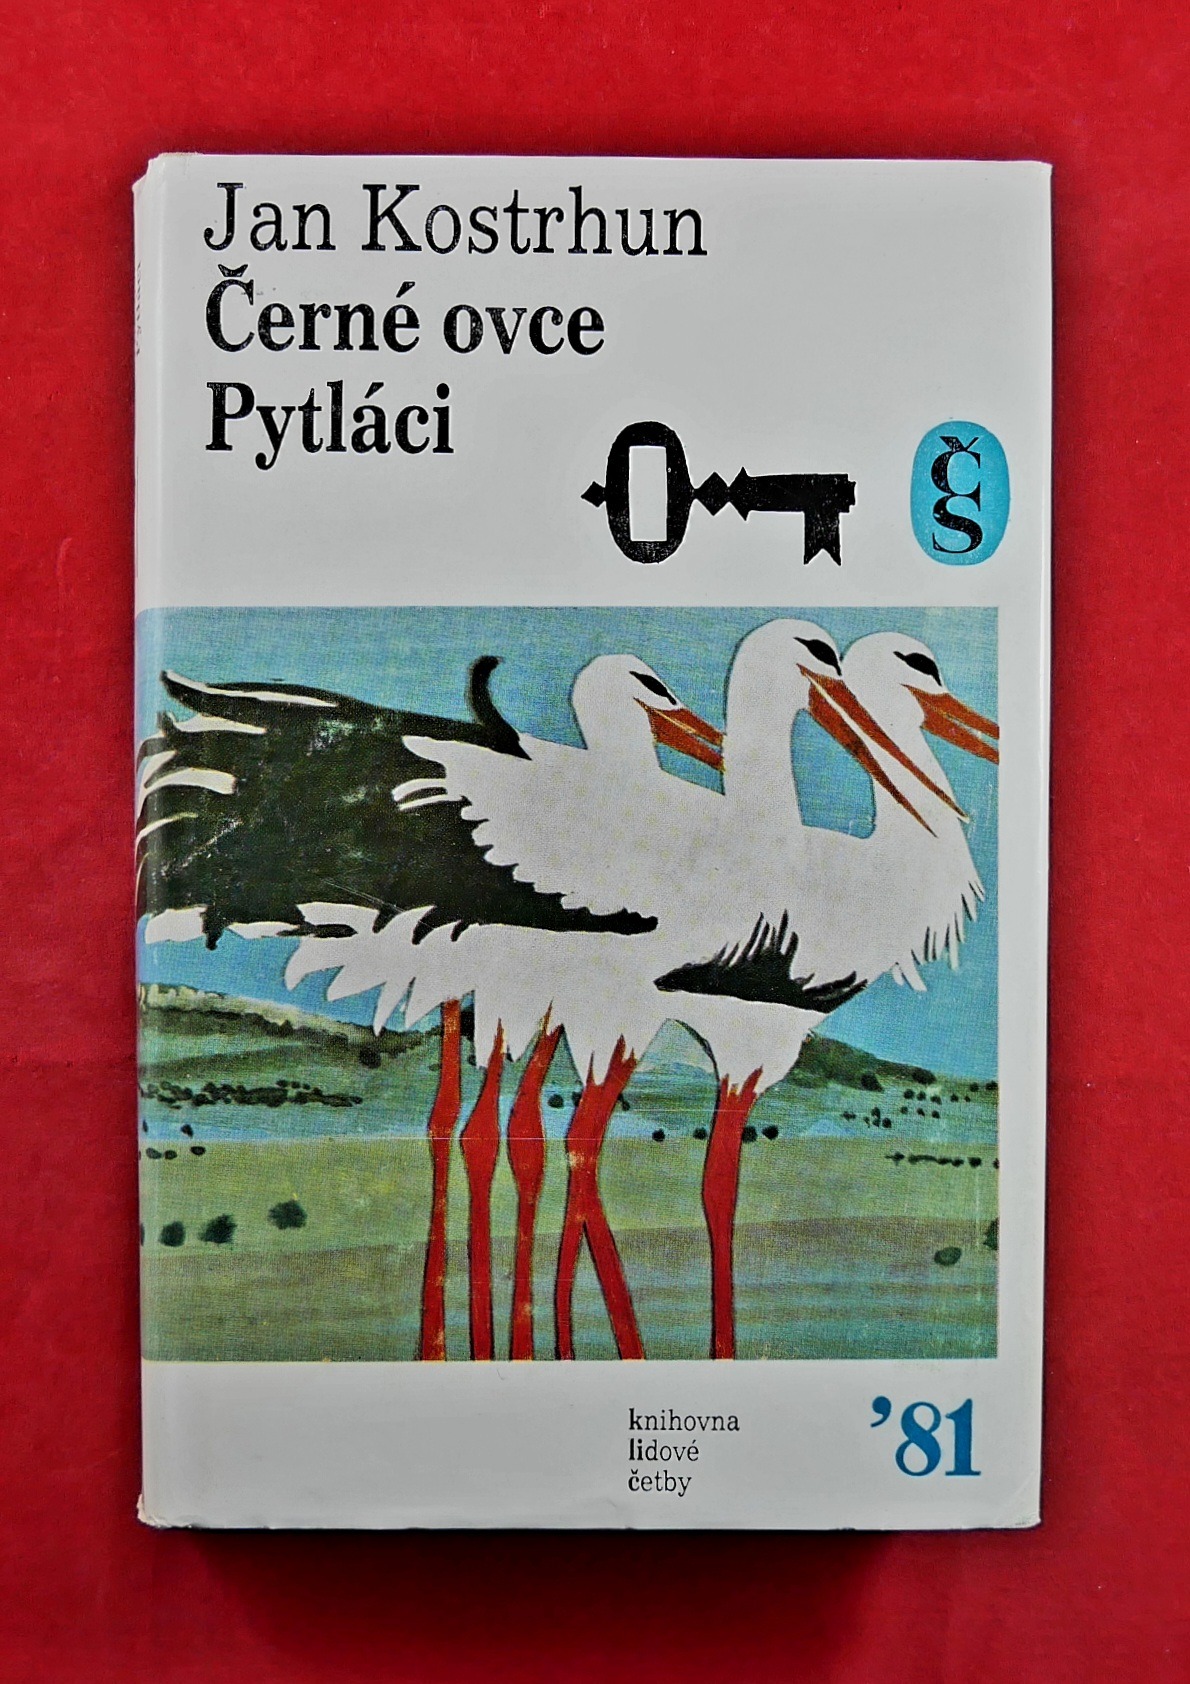 Jan Kostrhun
Černé ovce
Pytláci
ČS
knihovna
lidové
četby
’81